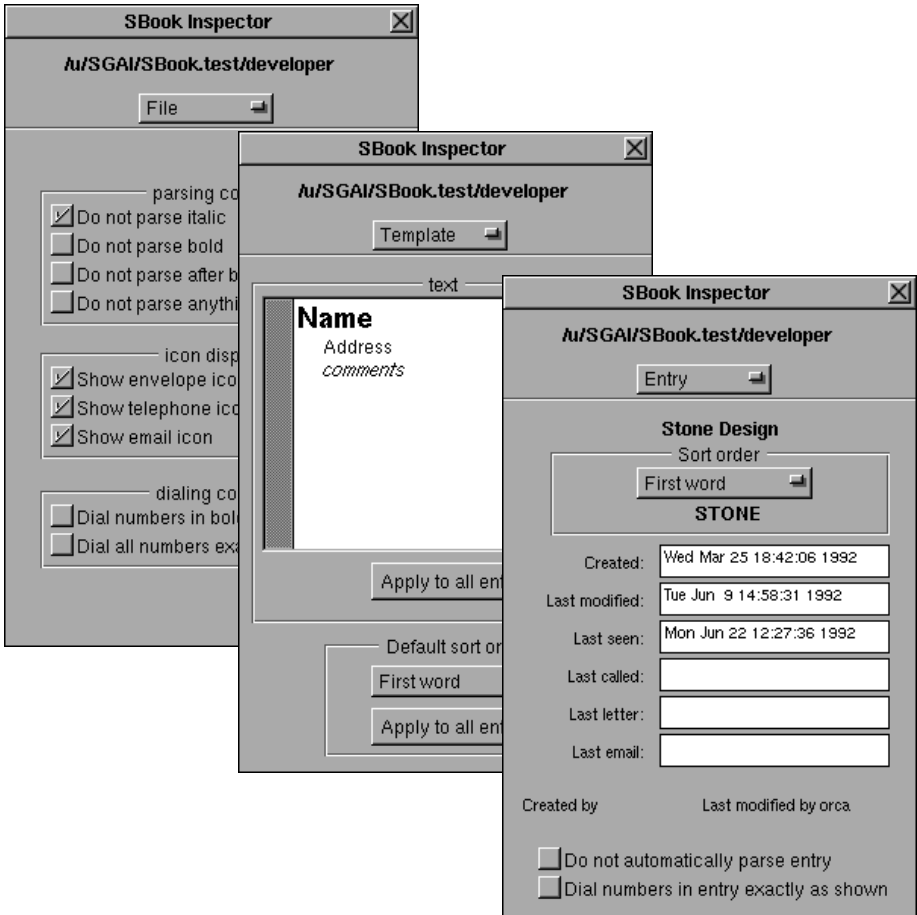 SBook Inspector
/u/SGAI/SBook.test/developer
File
parsing co
Do not parse italic
Do not parse bold
Do not parse after b
Do not parse anythi
icon disp
Show envelope ico
Show telephone ico
Show email icon
dialing co
Dial numbers in bol
Dial all numbers exa
SBook Inspector
/u/SGAI/SBook.test/developer
Template
text
Name
Address
comments
Apply to all ent
Default sort or
First word
Apply to all ent
SBook Inspector
/u/SGAI/SBook.test/developer
Entry
Stone Design
Sort order
First word
STONE
Created: Wed Mar 25 18:42:06 1992
Last modified: Tue Jun 9 14:58:31 1992
Last seen: Mon Jun 22 12:27:36 1992
Last called:
Last letter:
Last email:
Created by Last modified by orca
Do not automatically parse entry
Dial numbers in entry exactly as shown